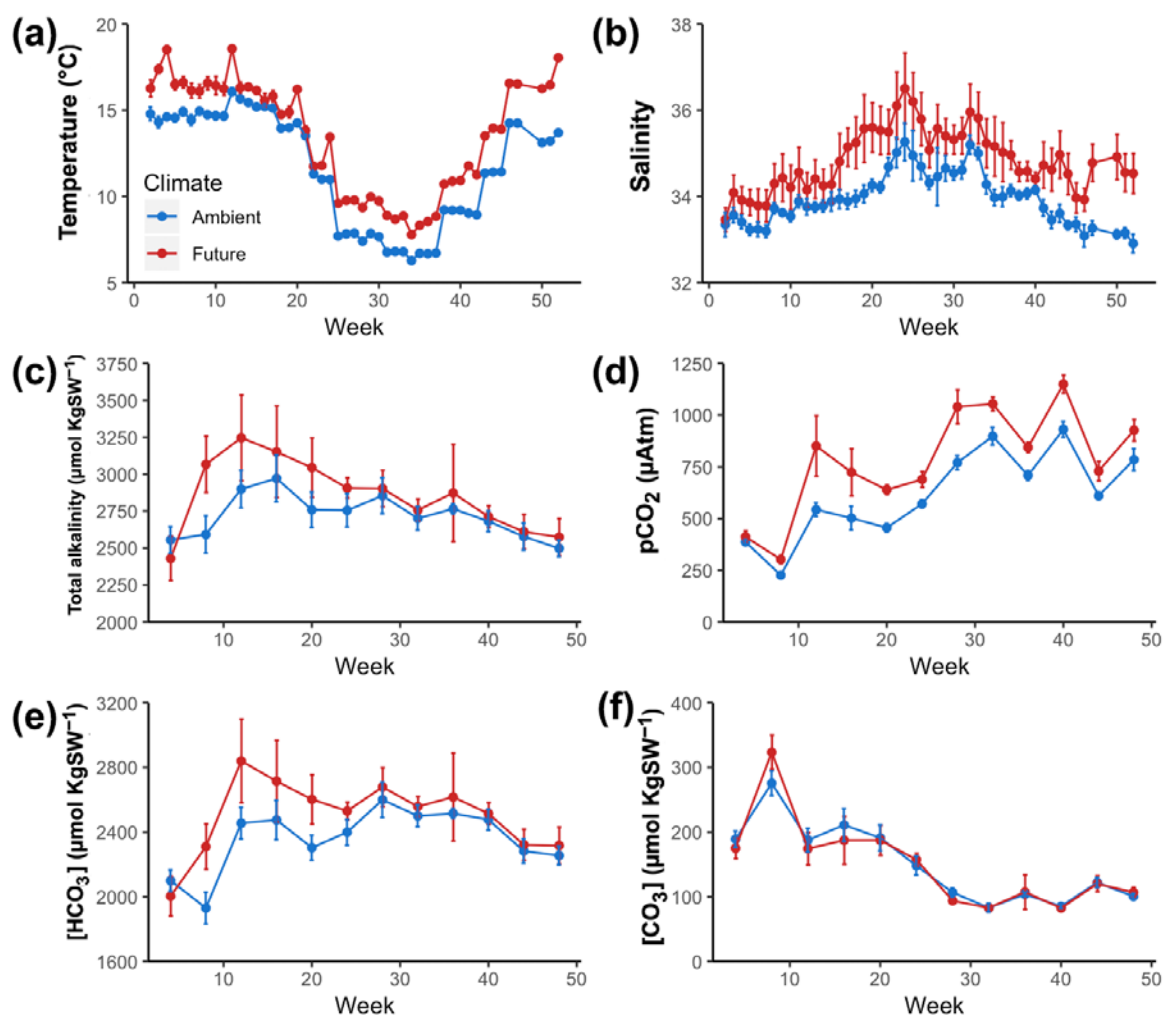 (a)
Temperature (°C)
20
15
10
5
Climate
Ambient
Future
0 10 20 30 40 50
Week
(b)
Salinity
38
36
34
32
0 10 20 30 40 50
Week
(c)
Total alkalinity (µmol KgSW⁻¹)
3750
3500
3250
3000
2750
2500
2250
2000
10 20 30 40 50
Week
(d)
pCO₂ (µAtm)
1250
1000
750
500
250
0
10 20 30 40 50
Week
(e)
[HCO₃] (µmol KgSW⁻¹)
3200
2800
2400
2000
1600
10 20 30 40 50
Week
(f)
[CO₃] (µmol KgSW⁻¹)
400
300
200
100
0
10 20 30 40 50
Week